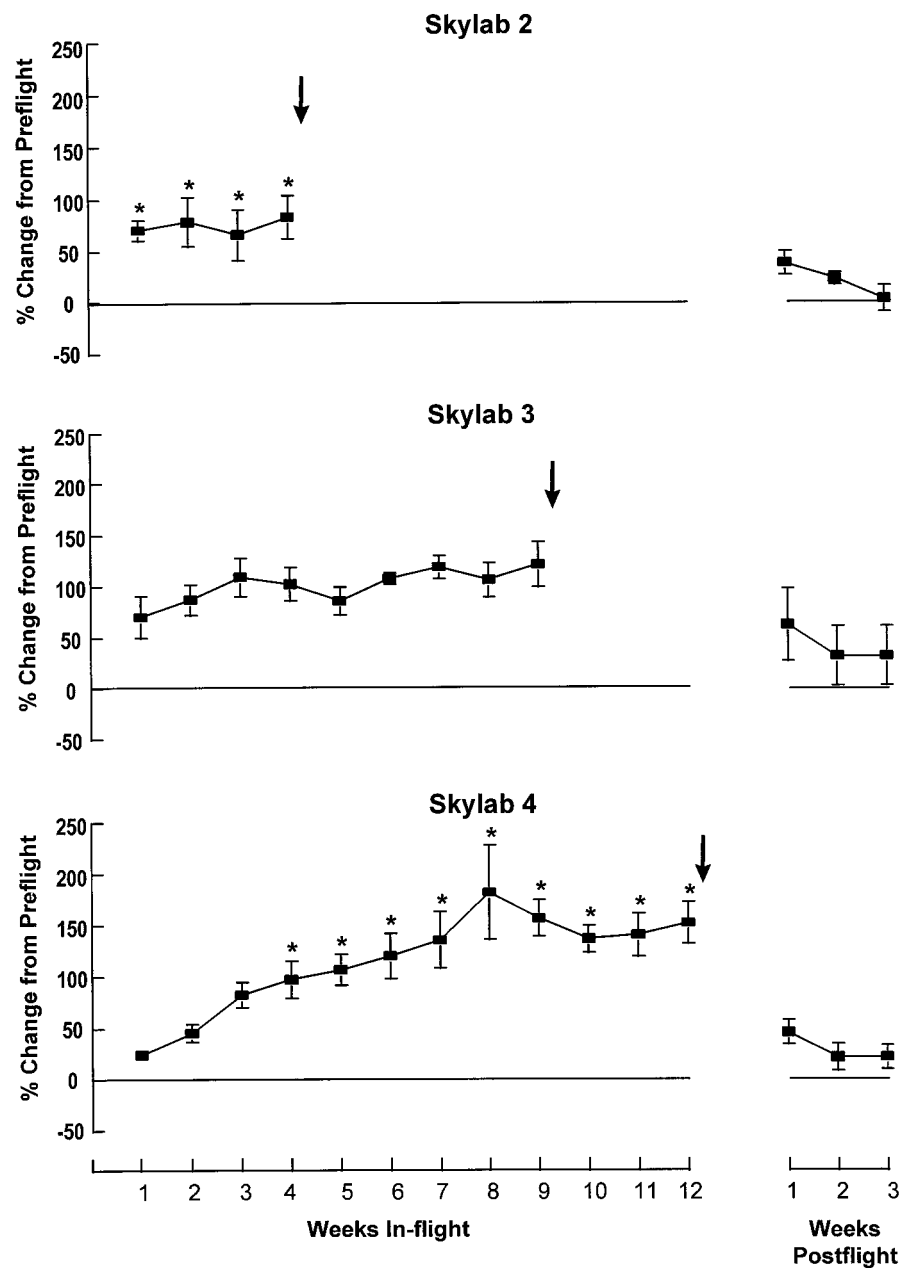 Skylab 2
% Change from Preflight
250
200
150
100
50
0
-50
* * * *
Skylab 3
% Change from Preflight
250
200
150
100
50
0
-50
Skylab 4
% Change from Preflight
250
200
150
100
50
0
-50
* * * * * * * * *
1 2 3 4 5 6 7 8 9 10 11 12
Weeks In-flight
1 2 3
Weeks
Postflight